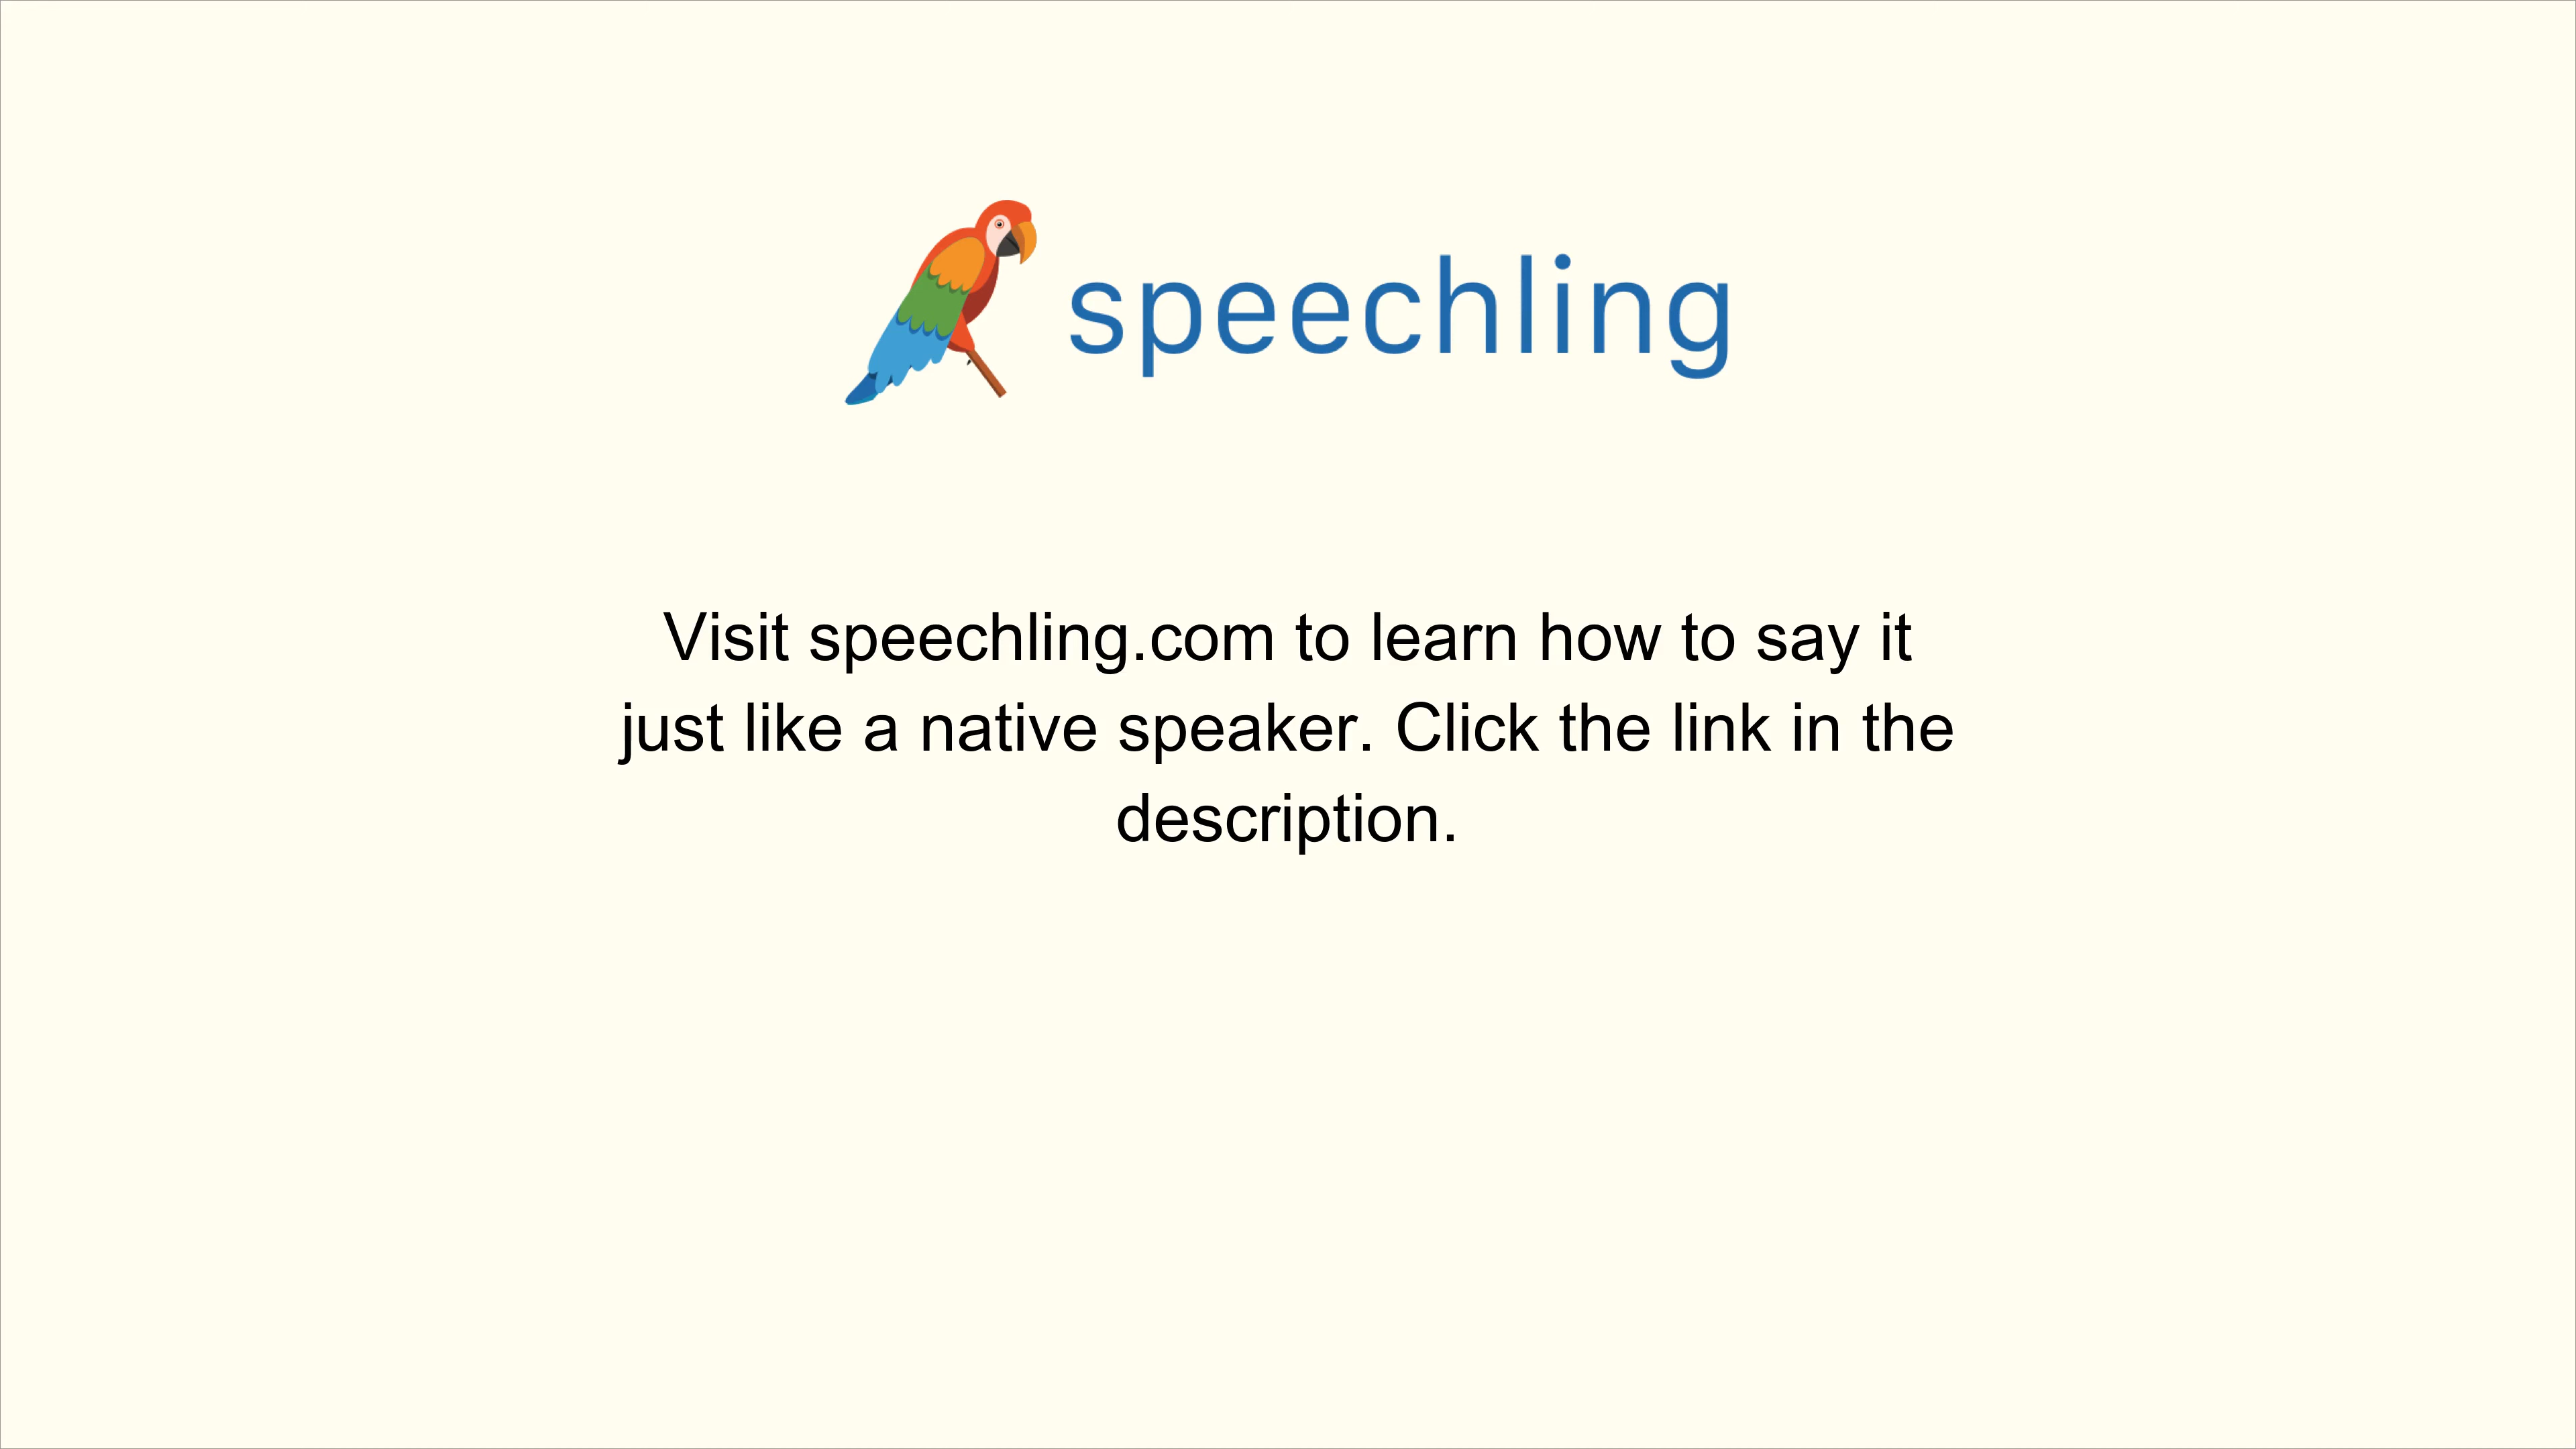 speechling
Visit speechling.com to learn how to say it
just like a native speaker. Click the link in the
description.